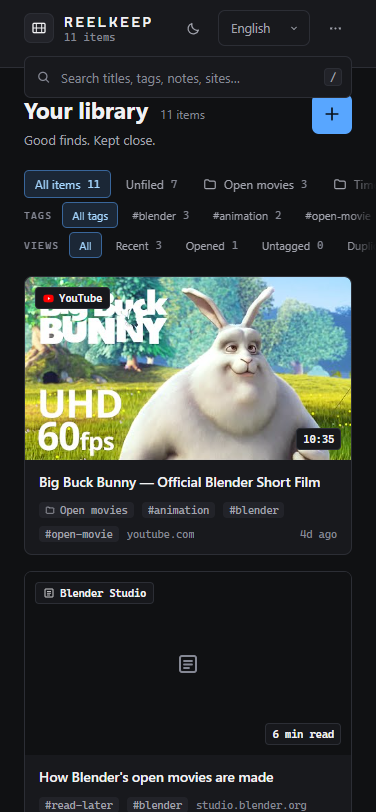 REELKEEP
11 items
English
Search titles, tags, notes, sites...
/
Your library 11 items
Good finds. Kept close.
All items 11 Unfiled 7 Open movies 3
TAGS All tags #blender 3 #animation 2 #open-movie
VIEWS All Recent 3 Opened 1 Untagged 0
YouTube
Big Buck
BUNNY
UHD
60fps
10:35
Big Buck Bunny — Official Blender Short Film
Open movies #animation #blender
#open-movie youtube.com 4d ago
Blender Studio
6 min read
How Blender's open movies are made
#read-later #blender studio.blender.org